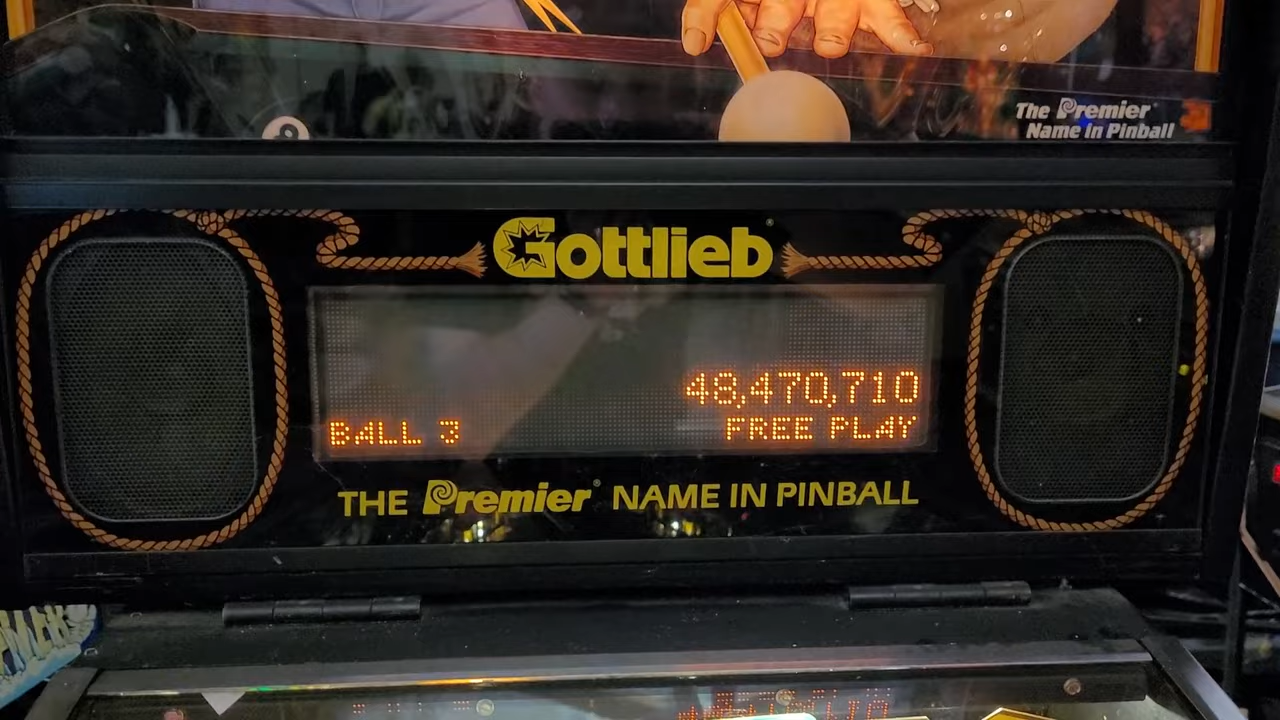 The Premier
Name in Pinball
Gottlieb
48,470,710
BALL 3
FREE PLAY
THE Premier NAME IN PINBALL